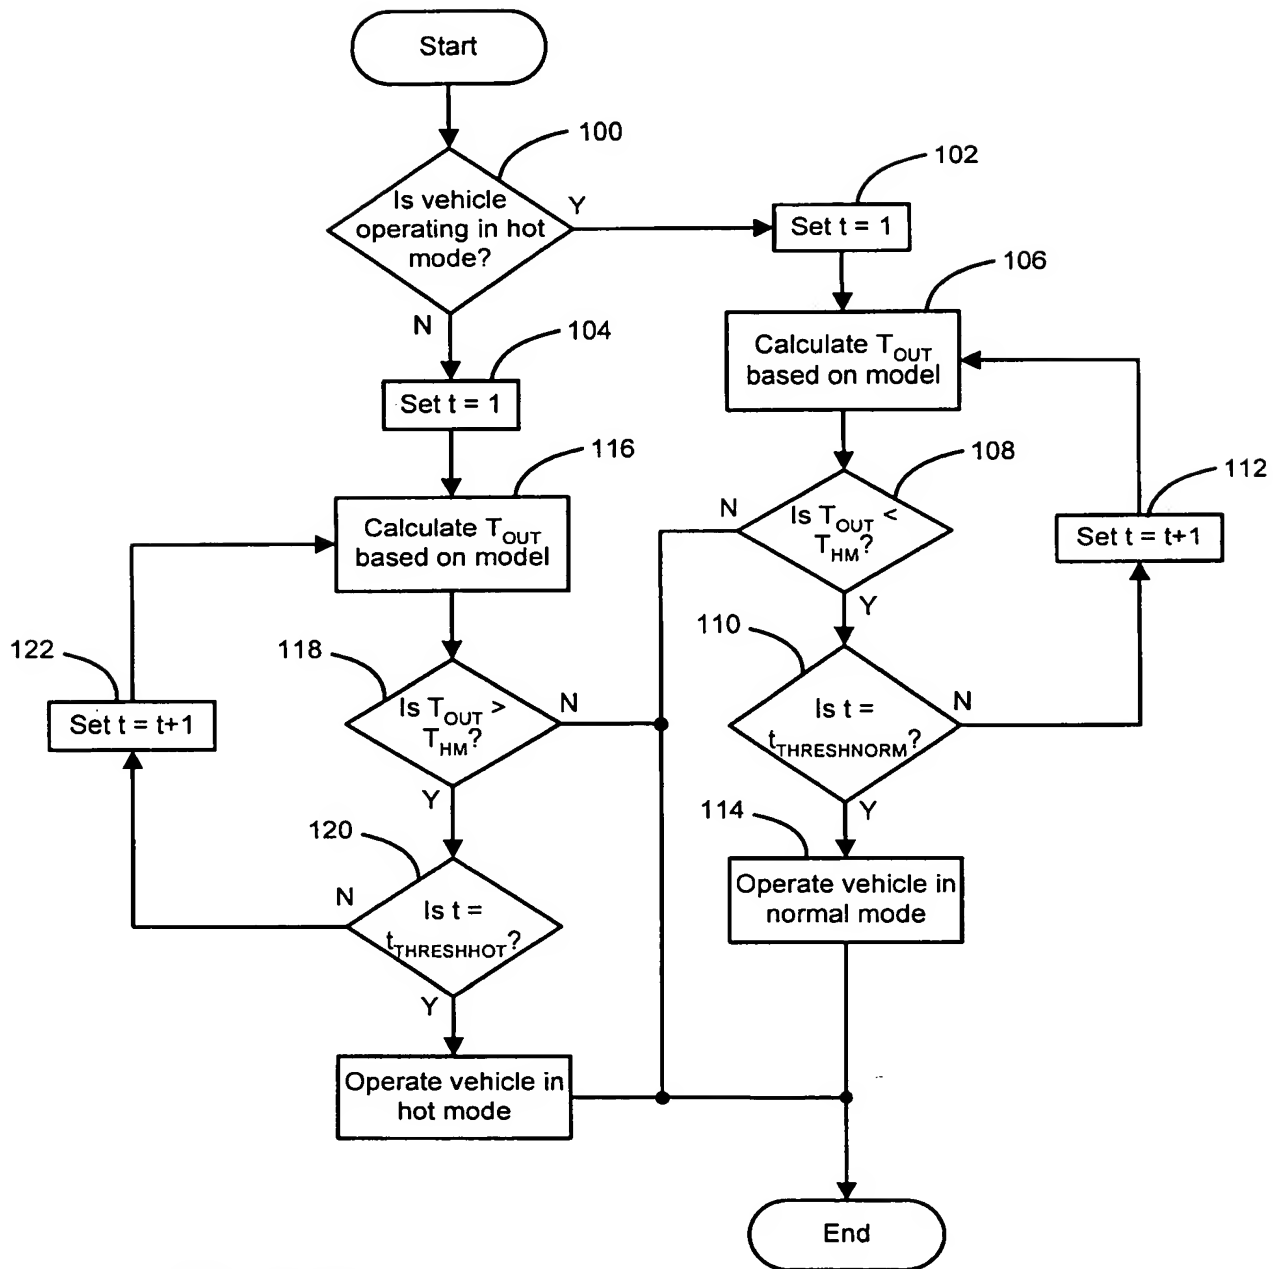 Start
100
Is vehicle
operating in hot
mode?
Y
N
102
Set t = 1
104
Set t = 1
106
Calculate T_OUT
based on model
116
Calculate T_OUT
based on model
108
Is T_OUT <
T_HM?
N
Y
112
Set t = t+1
110
Is t =
t_THRESHNORM?
N
Y
122
Set t = t+1
118
Is T_OUT >
T_HM?
N
Y
120
Is t =
t_THRESHHOT?
N
Y
114
Operate vehicle in
normal mode
Operate vehicle in
hot mode
End